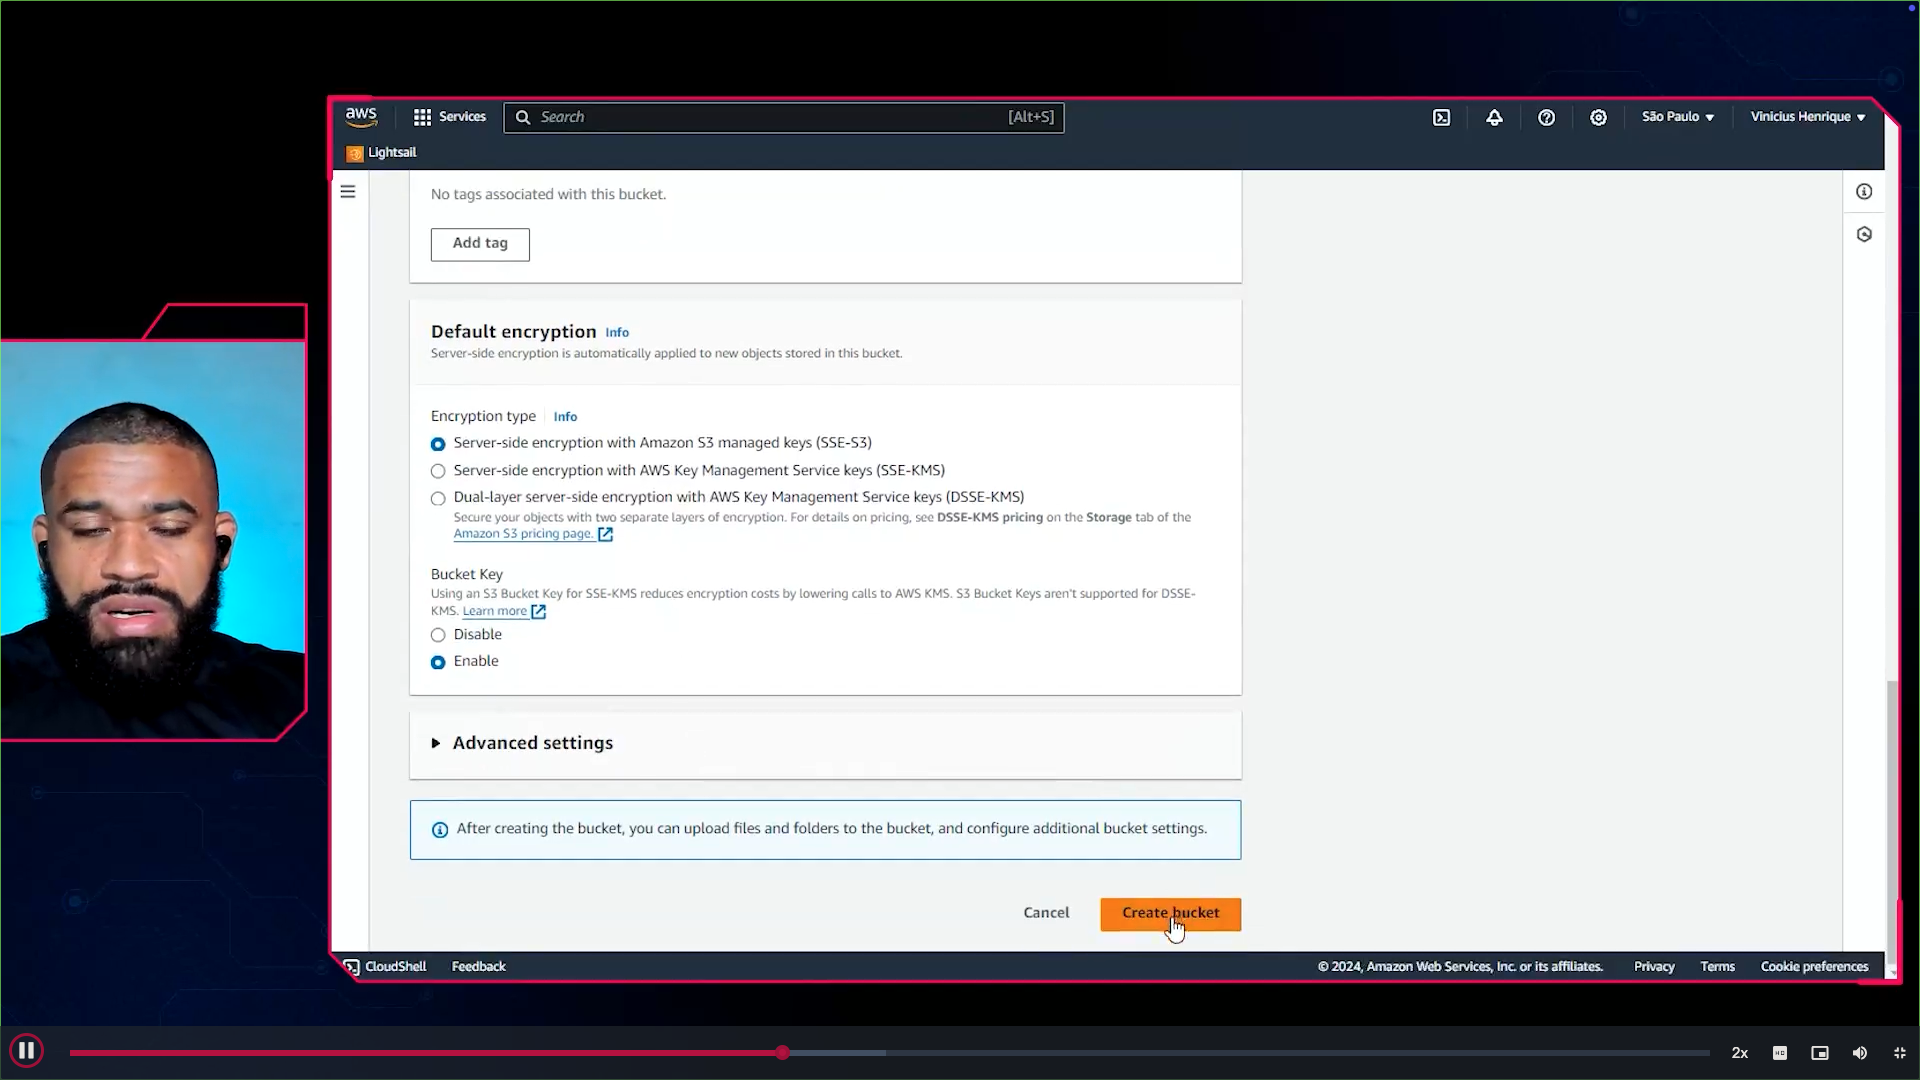 aws
Services
Search
[Alt+S]
São Paulo
Vinicius Henrique
Lightsail
No tags associated with this bucket.
Add tag
Default encryption Info
Server-side encryption is automatically applied to new objects stored in this bucket.
Encryption type Info
Server-side encryption with Amazon S3 managed keys (SSE-S3)
Server-side encryption with AWS Key Management Service keys (SSE-KMS)
Dual-layer server-side encryption with AWS Key Management Service keys (DSSE-KMS)
Secure your objects with two separate layers of encryption. For details on pricing, see DSSE-KMS pricing on the Storage tab of the
Amazon S3 pricing page.
Bucket Key
Using an S3 Bucket Key for SSE-KMS reduces encryption costs by lowering calls to AWS KMS. S3 Bucket Keys aren't supported for DSSE-
KMS. Learn more
Disable
Enable
Advanced settings
After creating the bucket, you can upload files and folders to the bucket, and configure additional bucket settings.
Cancel
Create bucket
CloudShell
Feedback
© 2024, Amazon Web Services, Inc. or its affiliates.
Privacy
Terms
Cookie preferences
2x
HD